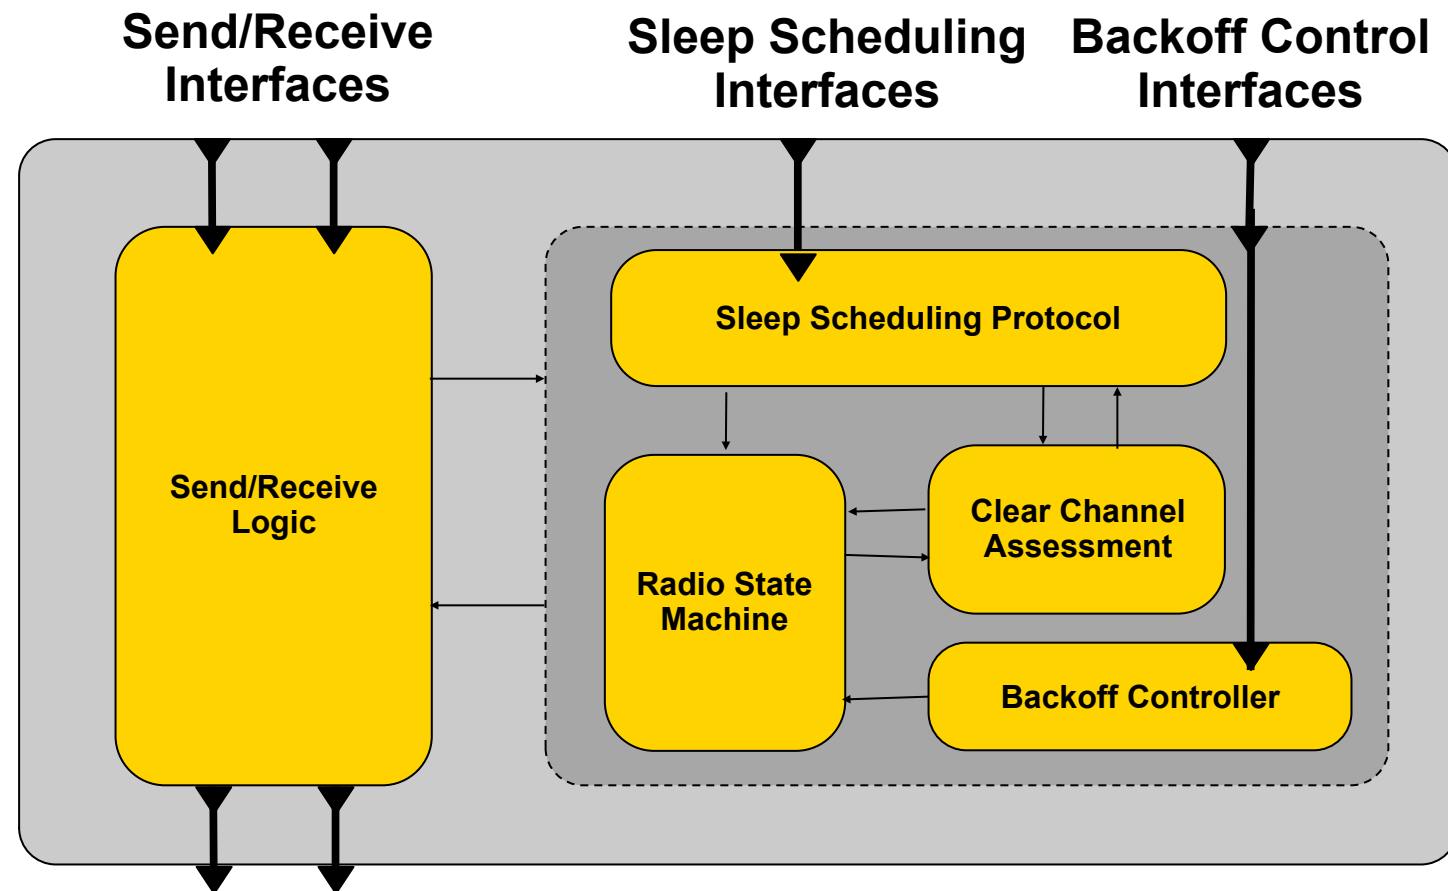 Send/Receive
Interfaces
Sleep Scheduling
Interfaces
Backoff Control
Interfaces
Sleep Scheduling Protocol
Send/Receive
Logic
Clear Channel
Assessment
Radio State
Machine
Backoff Controller